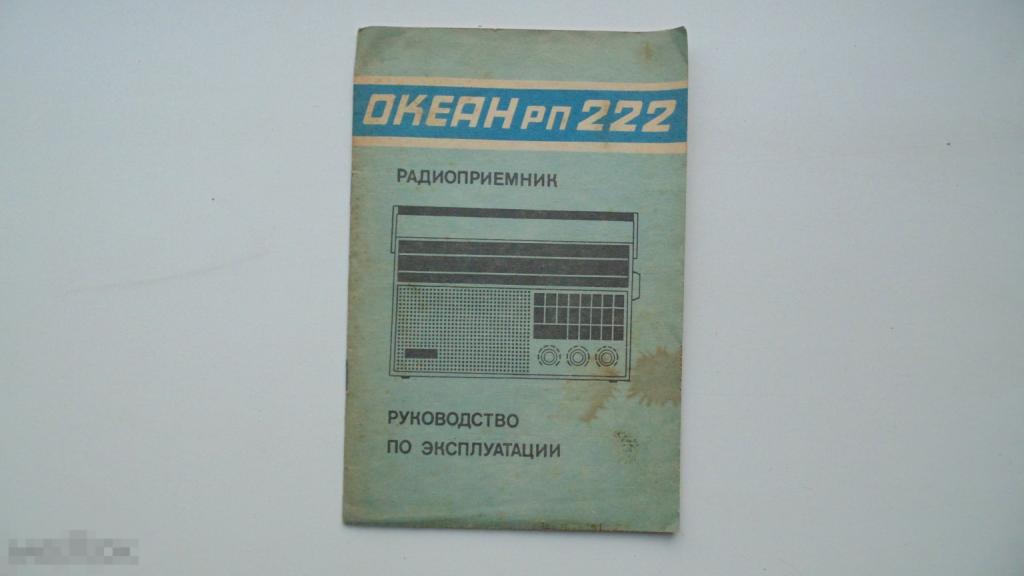 ОКЕАН РП 222
РАДИОПРИЕМНИК
РУКОВОДСТВО
ПО ЭКСПЛУАТАЦИИ